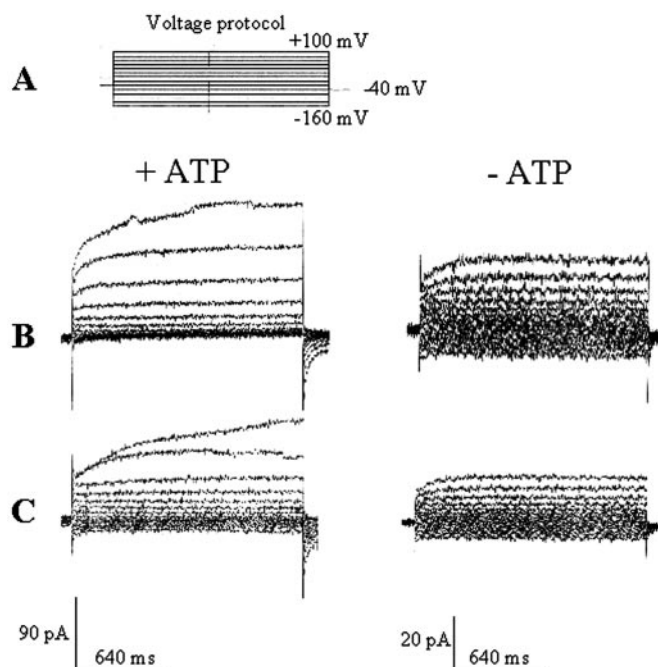 Voltage protocol
+100 mV
A
-40 mV
-160 mV
+ ATP
- ATP
B
C
90 pA
640 ms
20 pA
640 ms